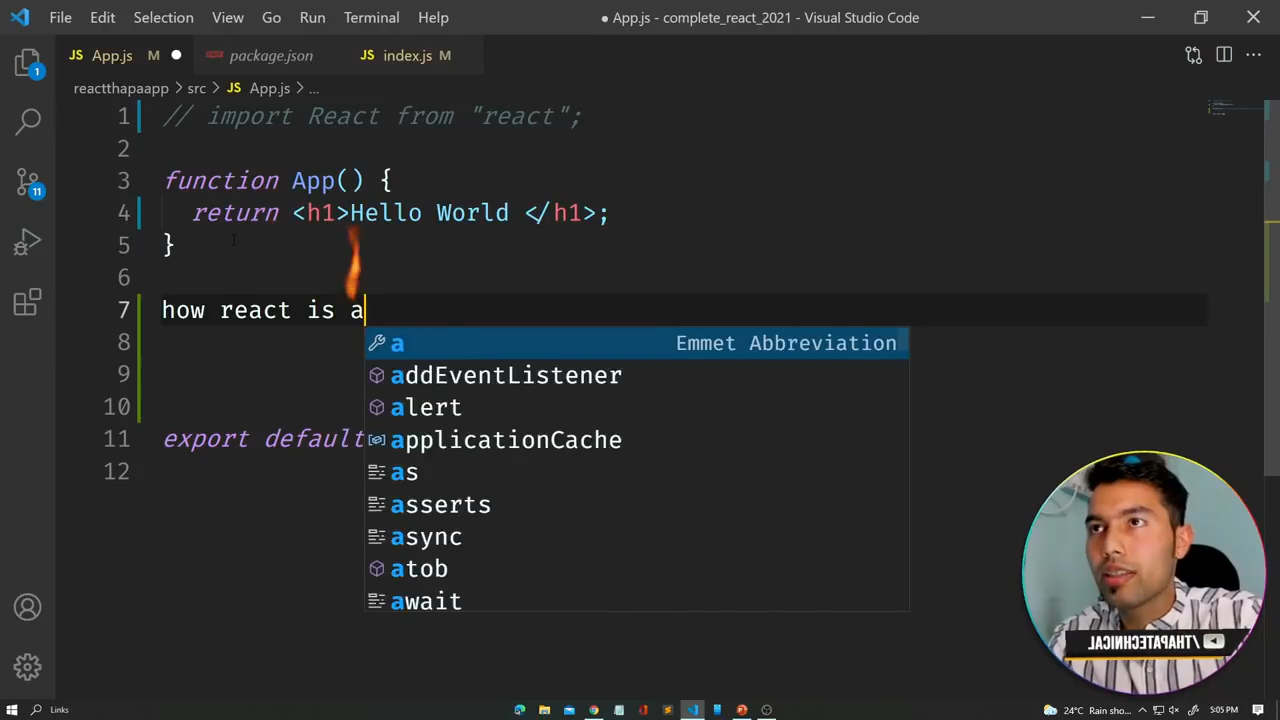 File Edit Selection View Go Run Terminal Help
● App.js - complete_react_2021 - Visual Studio Code
JS App.js M ●
package.json
JS index.js M
reactthapaapp > src > JS App.js > ...
1 // import React from "react";
2
3 function App() {
4 return <h1>Hello World </h1>;
5 }
6
7 how react is a
8
9
10
11 export default
12
a Emmet Abbreviation
addEventListener
alert
applicationCache
as
asserts
async
atob
await
1
11
/THAPATECHNICAL
Links
24°C Rain sho...
5:05 PM